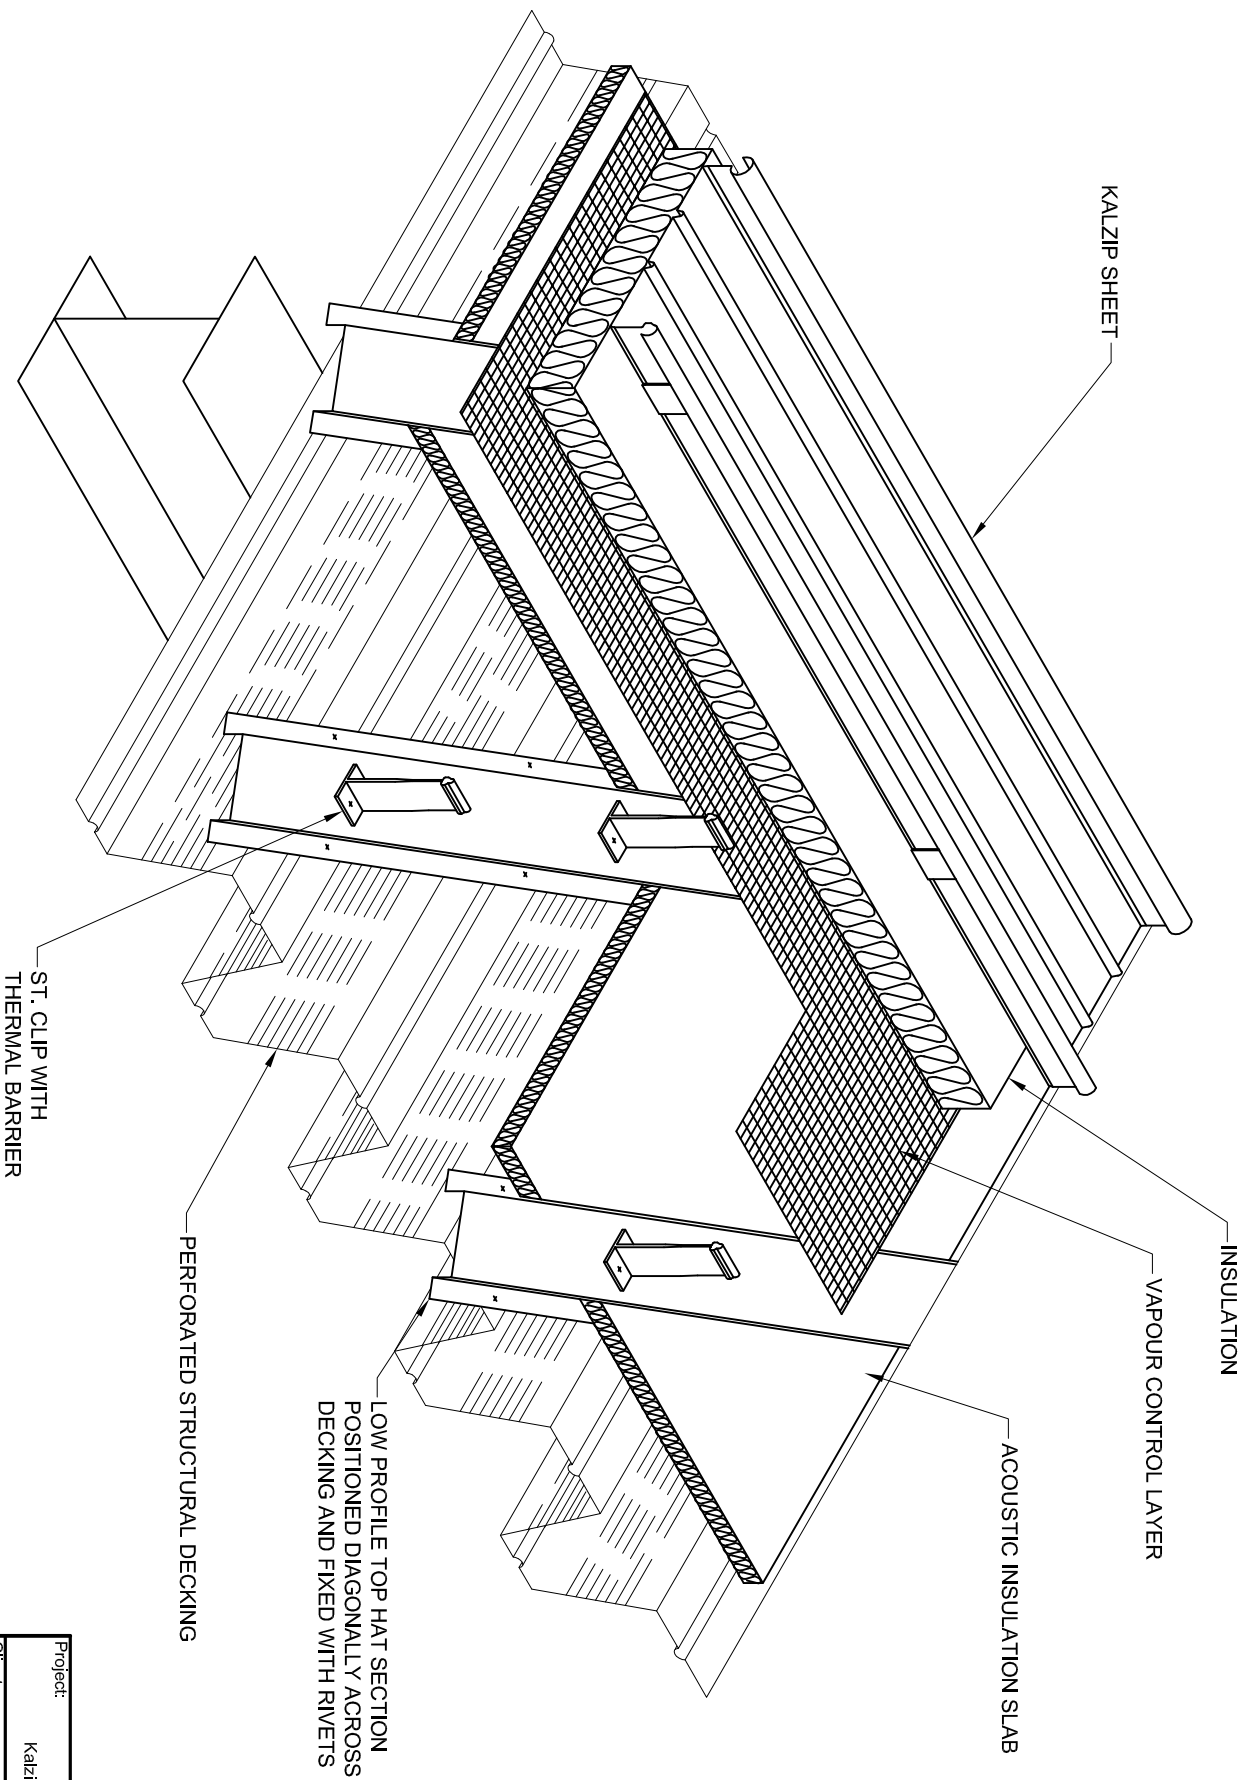 KALZIP SHEET
INSULATION
VAPOUR CONTROL LAYER
ACOUSTIC INSULATION SLAB
LOW PROFILE TOP HAT SECTION
POSITIONED DIAGONALLY ACROSS
DECKING AND FIXED WITH RIVETS
PERFORATED STRUCTURAL DECKING
ST. CLIP WITH
THERMAL BARRIER
Project: